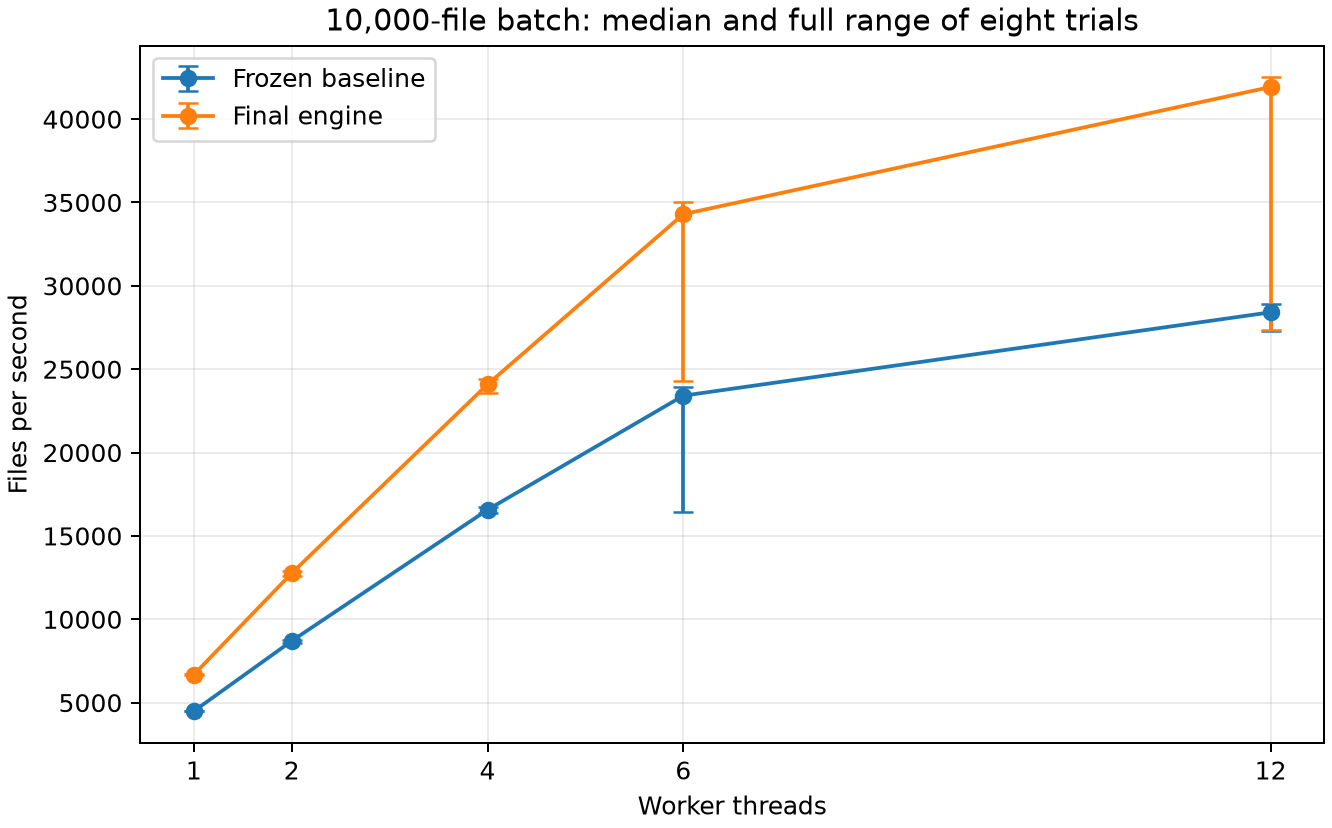 10,000-file batch: median and full range of eight trials
Frozen baseline
Final engine
Files per second
40000
35000
30000
25000
20000
15000
10000
5000
1 2 4 6 12
Worker threads